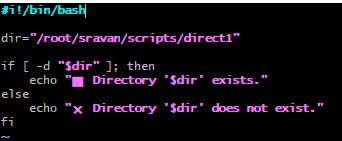 #i!/bin/bash
dir="/root/sravan/scripts/direct1"
if [ -d "$dir" ]; then
    echo "■ Directory '$dir' exists."
else
    echo "✕ Directory '$dir' does not exist."
fi
~